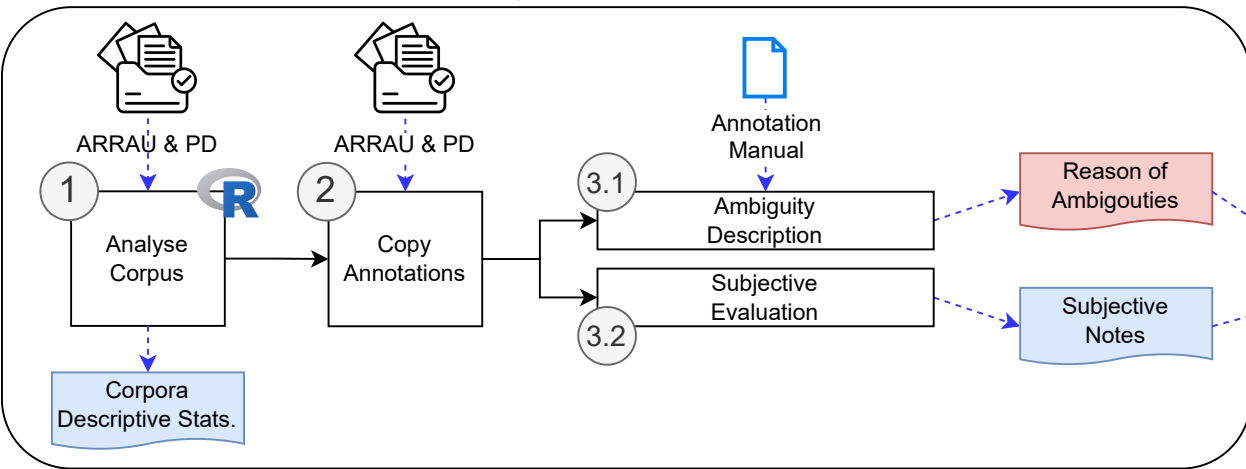 ARRAU & PD
1
R
Analyse
Corpus
Corpora
Descriptive Stats.
ARRAU & PD
2
Copy
Annotations
Annotation
Manual
3.1
Ambiguity
Description
Subjective
Evaluation
3.2
Reason of
Ambigouties
Subjective
Notes